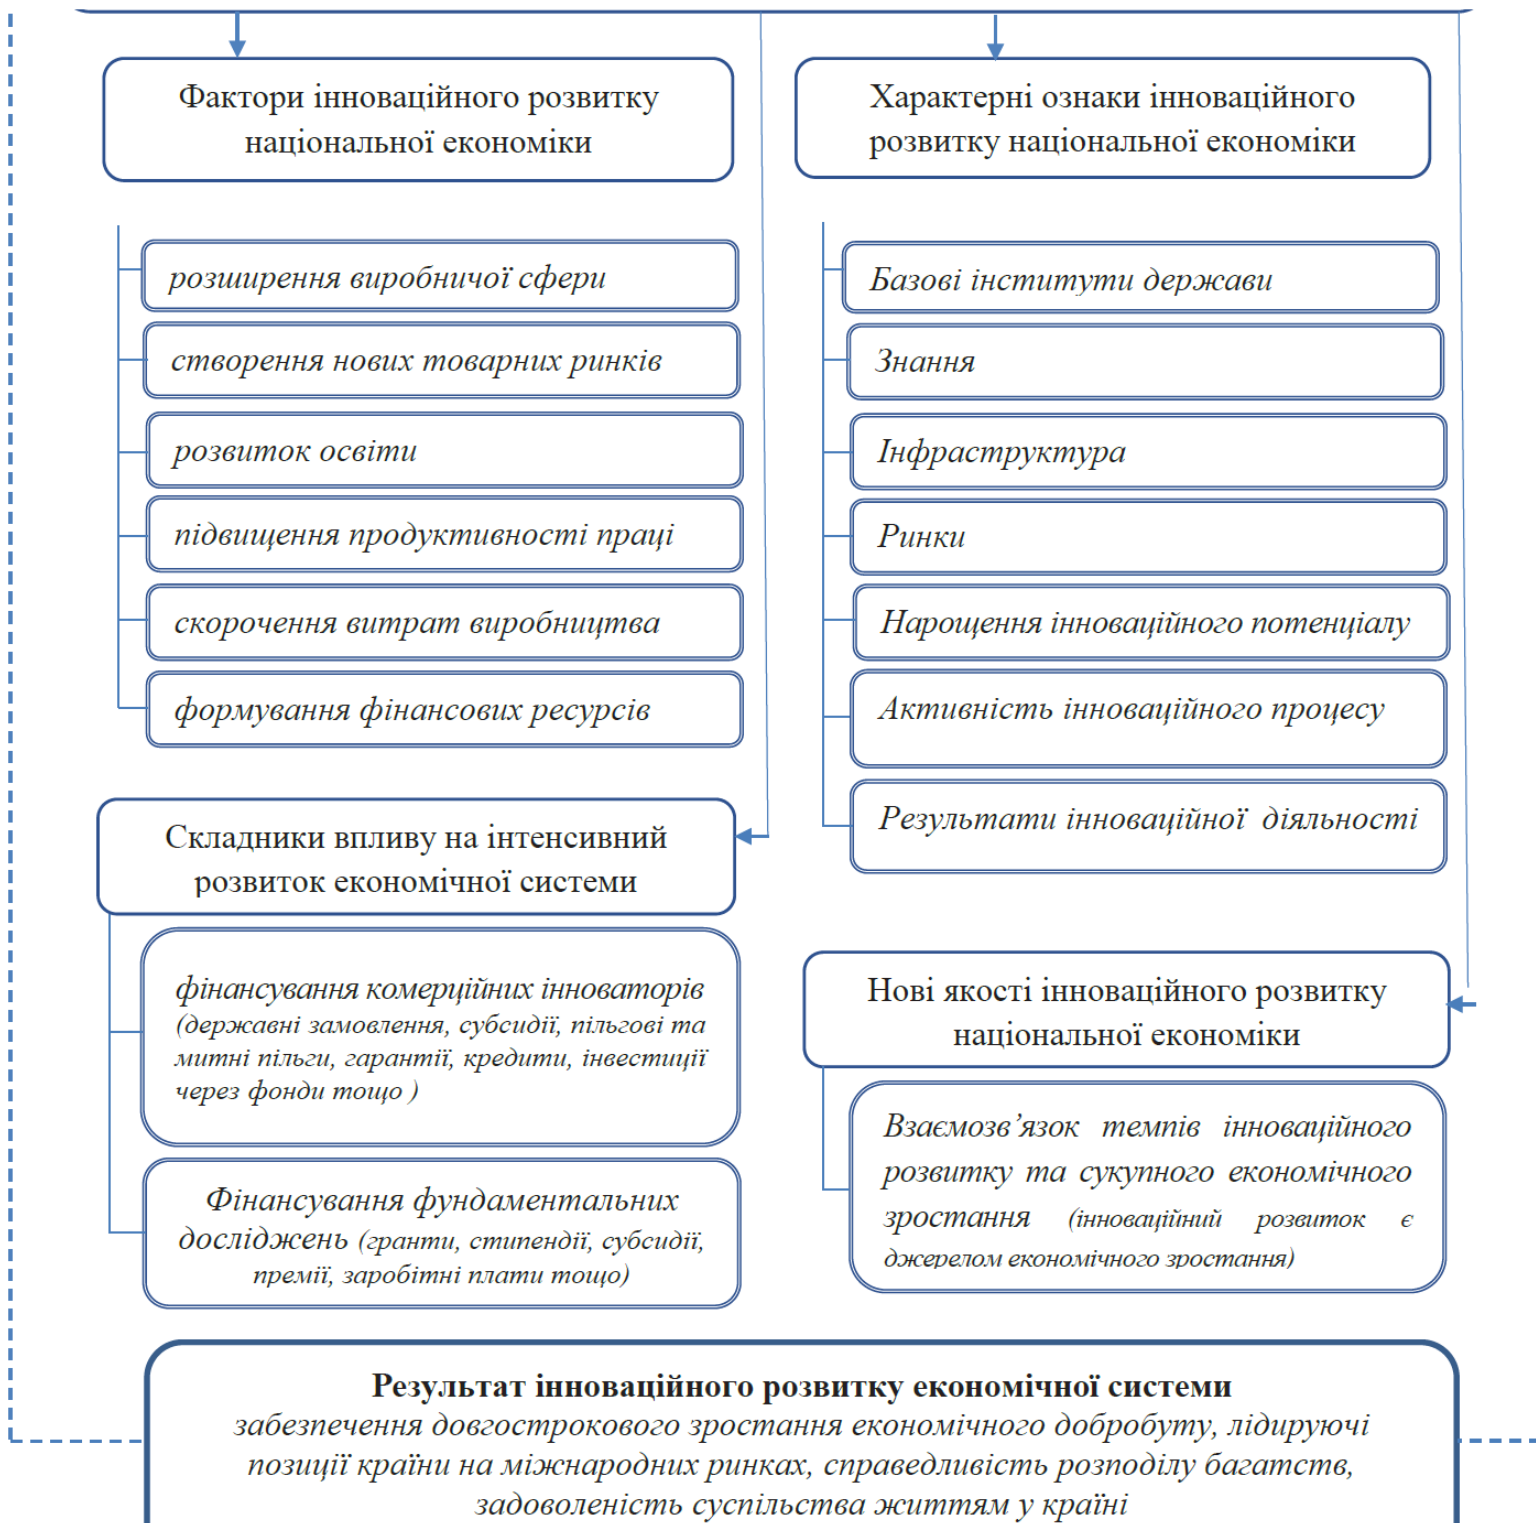 Фактори інноваційного розвитку
національної економіки
розширення виробничої сфери
створення нових товарних ринків
розвиток освіти
підвищення продуктивності праці
скорочення витрат виробництва
формування фінансових ресурсів
Складники впливу на інтенсивний
розвиток економічної системи
фінансування комерційних інноваторів
(державні замовлення, субсидії, пільгові та
митні пільги, гарантії, кредити, інвестиції
через фонди тощо )
Фінансування фундаментальних
досліджень (гранти, стипендії, субсидії,
премії, заробітні плати тощо)
Характерні ознаки інноваційного
розвитку національної економіки
Базові інститути держави
Знання
Інфраструктура
Ринки
Нарощення інноваційного потенціалу
Активність інноваційного процесу
Результати інноваційної діяльності
Нові якості інноваційного розвитку
національної економіки
Взаємозв’язок темпів інноваційного
розвитку та сукупного економічного
зростання (інноваційний розвиток є
джерелом економічного зростання)
Результат інноваційного розвитку економічної системи
забезпечення довгострокового зростання економічного добробуту, лідируючі
позиції країни на міжнародних ринках, справедливість розподілу багатств,
задоволеність суспільства життям у країні